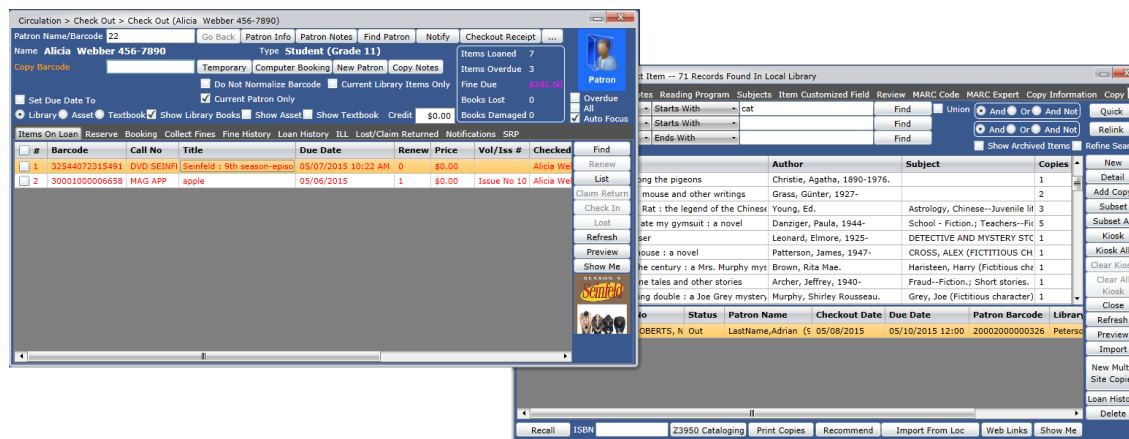 Circulation > Check Out > Check Out (Alicia Webber 456-7890)
Patron Name/Barcode 22 Go Back Patron Info Patron Notes Find Patron Notify Checkout Receipt ...
Name Alicia Webber 456-7890 Type Student (Grade 11) Items Loaned 7
Copy Barcode Temporary Computer Booking New Patron Copy Notes Items Overdue 3
Do Not Normalize Barcode Current Library Items Only Fine Due $202.50 Patron
Set Due Date To Current Patron Only Books Lost 0 Overdue
All
Library Asset Textbook Show Library Books Show Asset Show Textbook Credit $0.00 Books Damaged 0 Auto Focus
Items On Loan Reserve Booking Collect Fines Fine History Loan History ILL Lost/Claim Returned Notifications SRP
# Barcode Call No Title Due Date Renew Price Vol/Iss # Checked Find
1 32544072315491 DVD SEINFI Seinfeld : 9th season-episo 05/07/2015 10:22 AM 0 $0.00 Alicia Wel Renew
2 30001000006658 MAG APP apple 05/06/2015 1 $0.00 Issue No 10 Alicia Wel List
Claim Return
Check In
Lost
Refresh
Preview
Show Me
SEASON 9
Seinfeld
ct Item -- 71 Records Found In Local Library
tes Reading Program Subjects Item Customized Field Review MARC Code MARC Expert Copy Information Copy
Starts With cat Find Union And Or And Not Quick
Starts With Find And Or And Not Relink
Ends With Find Show Archived Items Refine Sear
Author Subject Copies New
ong the pigeons Christie, Agatha, 1890-1976. 1 Detail
mouse and other writings Grass, Günter, 1927- 2 Add Copy
Rat : the legend of the Chinese Young, Ed. Astrology, Chinese--Juvenile lit 3 Subset
ate my gymsuit : a novel Danziger, Paula, 1944- School - Fiction.; Teachers--Fic 5 Subset A
ser Leonard, Elmore, 1925- DETECTIVE AND MYSTERY STO 1 Kiosk
ouse : a novel Patterson, James, 1947- CROSS, ALEX (FICTITIOUS CH 1 Kiosk All
he century : a Mrs. Murphy mys Brown, Rita Mae. Haristeen, Harry (Fictitious cha 1 Clear Kios
ne tales and other stories Archer, Jeffrey, 1940- Fraud--Fiction.; Short stories. 1 Clear All Kiosk
ing double : a Joe Grey mystery Murphy, Shirley Rousseau. Grey, Joe (Fictitious character) 1 Close
No Status Patron Name Checkout Date Due Date Patron Barcode Library Refresh
OBERTS, N Out LastName,Adrian (9 05/08/2015 05/10/2015 12:00 20002000000326 Peterso Preview
Import
New Mult
Site Copie
Loan Histo
Delete
Recall ISBN Z3950 Cataloging Print Copies Recommend Import From Loc Web Links Show Me